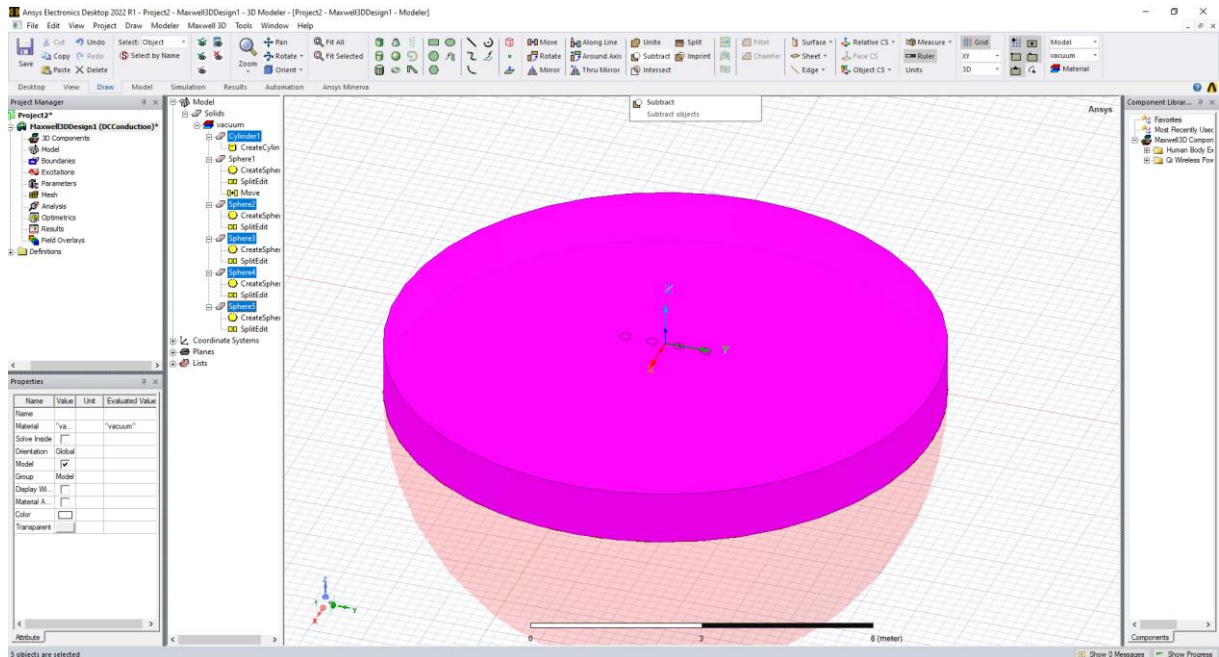 Ansys Electronics Desktop 2022 R1 - Project2 - Maxwell3DDesign1 - 3D Modeler - [Project2 - Maxwell3DDesign1 - Modeler]
File Edit View Project Draw Modeler Maxwell 3D Tools Window Help
Save Cut Copy Paste Undo Redo Delete Select: Object Select by Name Zoom Pan Rotate Orient Fit All Fit Selected Move Rotate Mirror Along Line Around Axis Thru Mirror Unite Subtract Intersect Split Imprint Fillet Chamfer Surface Sheet Edge Relative CS Face CS Object CS Measure Ruler Units Grid XY 3D Model vacuum Material
Desktop View Draw Model Simulation Results Automation Ansys Minerva
Project Manager
Project2*
Maxwell3DDesign1 (DCConduction)*
3D Components
Model
Boundaries
Excitations
Parameters
Mesh
Analysis
Optimetrics
Results
Field Overlays
Definitions
Properties
Name Value Unit Evaluated Value
Name
Material "va... "vacuum"
Solve Inside
Orientation Global
Model
Group Model
Display Wi...
Material A...
Color
Transparent
Attribute
Model
Solids
vacuum
Cylinder1
CreateCylin
Sphere1
CreateSphe
SplitEdit
Move
Sphere2
CreateSphe
SplitEdit
Sphere3
CreateSphe
SplitEdit
Sphere4
CreateSphe
SplitEdit
Sphere5
CreateSphe
SplitEdit
Coordinate Systems
Planes
Lists
Subtract
Subtract objects
Ansys
Z
Y
X
Z
Y
X
0 3 6 (meter)
Component Librar...
Favorites
Most Recently Used
Maxwell3D Compon
Human Body Ex
Qi Wireless Pow
Components
5 objects are selected
Show 0 Messages Show Progress